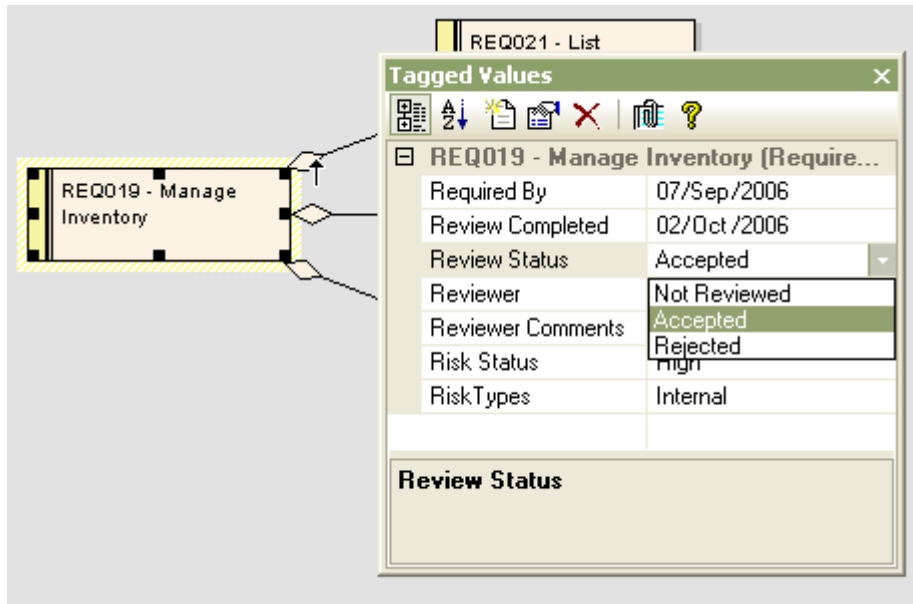 REQ021 - List
Tagged Values
REQ019 - Manage Inventory (Require...
REQ019 - Manage
Inventory
Required By 07/Sep/2006
Review Completed 02/Oct/2006
Review Status Accepted
Reviewer Not Reviewed
Accepted
Reviewer Comments
Rejected
Risk Status High
RiskTypes Internal
Review Status